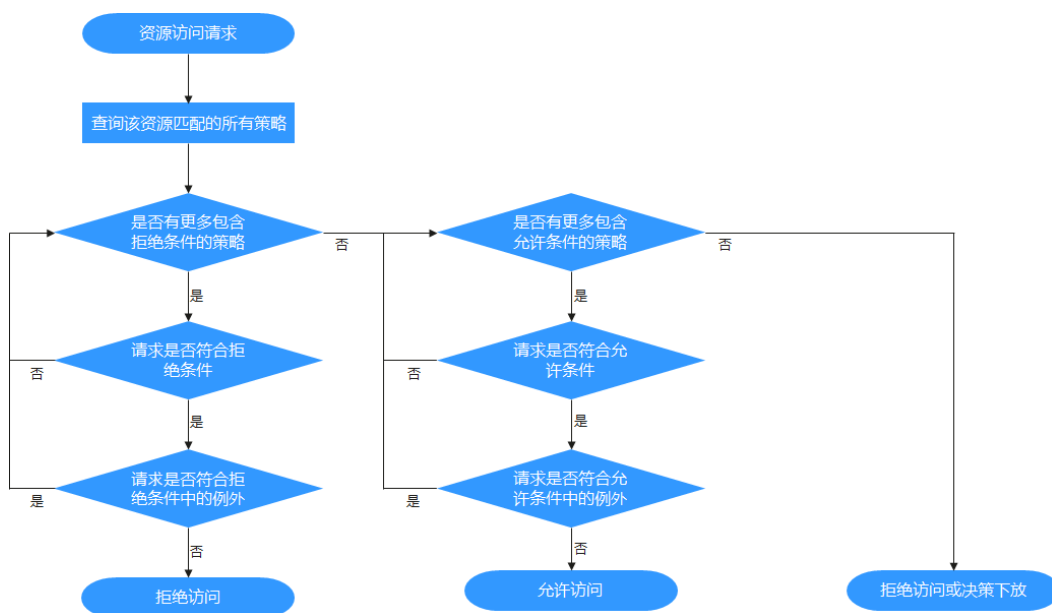 资源访问请求
查询该资源匹配的所有策略
是否有更多包含
拒绝条件的策略
否
是
请求是否符合拒
绝条件
否
是
请求是否符合拒
绝条件中的例外
是
否
拒绝访问
是否有更多包含
允许条件的策略
否
是
请求是否符合允
许条件
否
是
请求是否符合允
许条件中的例外
是
否
允许访问
拒绝访问或决策下放